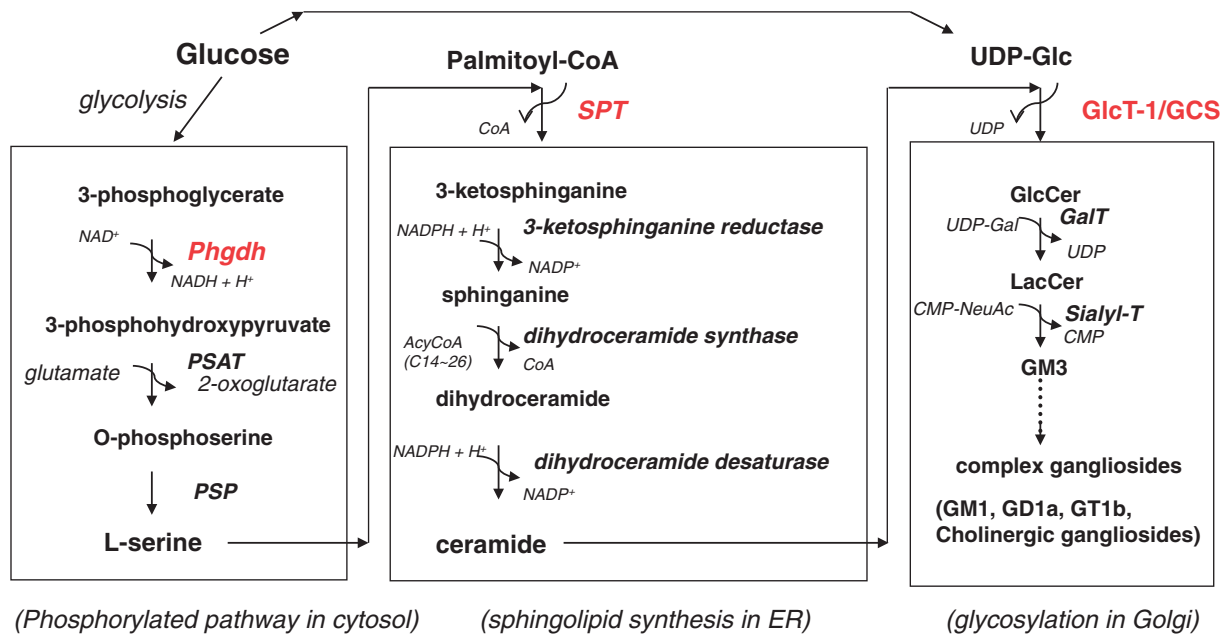 Glucose
glycolysis
3-phosphoglycerate
NAD+
Phgdh
NADH + H+
3-phosphohydroxypyruvate
PSAT
glutamate
2-oxoglutarate
O-phosphoserine
PSP
L-serine
(Phosphorylated pathway in cytosol)
Palmitoyl-CoA
SPT
CoA
3-ketosphinganine
NADPH + H+
3-ketosphinganine reductase
NADP+
sphinganine
AcyCoA
(C14~26)
dihydroceramide synthase
CoA
dihydroceramide
NADPH + H+
dihydroceramide desaturase
NADP+
ceramide
(sphingolipid synthesis in ER)
UDP-Glc
GlcT-1/GCS
UDP
GlcCer
UDP-Gal
GalT
UDP
LacCer
CMP-NeuAc
Sialyl-T
CMP
GM3
complex gangliosides
(GM1, GD1a, GT1b,
Cholinergic gangliosides)
(glycosylation in Golgi)